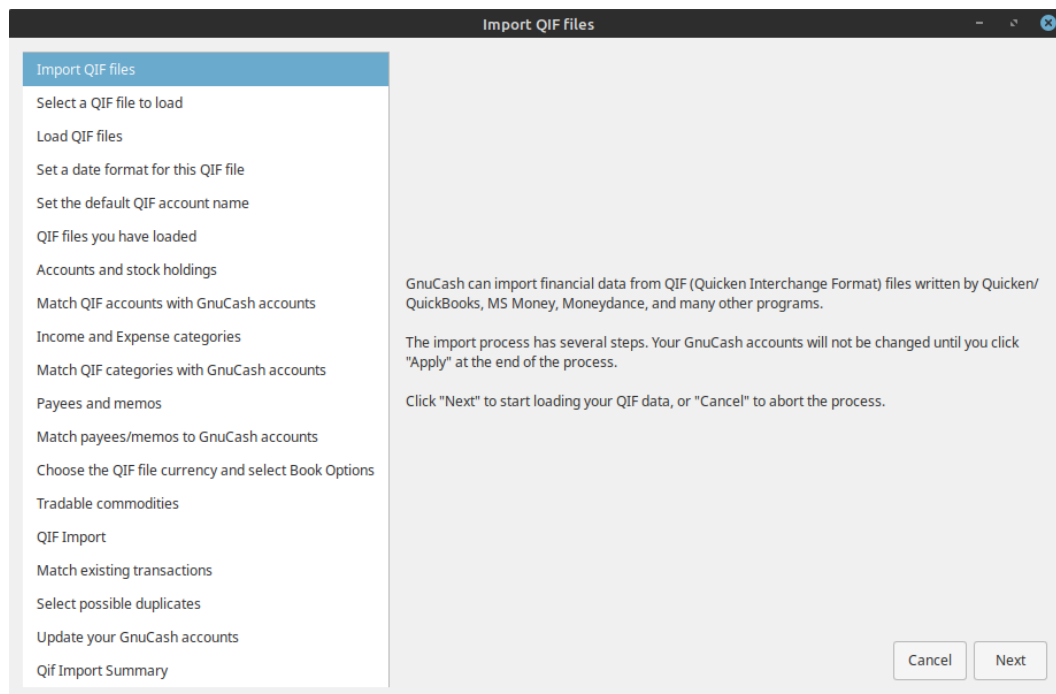 Import QIF files
Import QIF files
Select a QIF file to load
Load QIF files
Set a date format for this QIF file
Set the default QIF account name
QIF files you have loaded
Accounts and stock holdings
Match QIF accounts with GnuCash accounts
Income and Expense categories
Match QIF categories with GnuCash accounts
Payees and memos
Match payees/memos to GnuCash accounts
Choose the QIF file currency and select Book Options
Tradable commodities
QIF Import
Match existing transactions
Select possible duplicates
Update your GnuCash accounts
Qif Import Summary
GnuCash can import financial data from QIF (Quicken Interchange Format) files written by Quicken/
QuickBooks, MS Money, Moneydance, and many other programs.
The import process has several steps. Your GnuCash accounts will not be changed until you click
"Apply" at the end of the process.
Click "Next" to start loading your QIF data, or "Cancel" to abort the process.
Cancel
Next